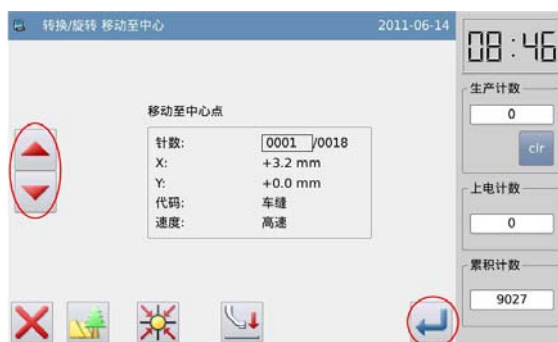 转换/旋转 移动至中心
2011-06-14
08:46
移动至中心点
针数: 0001 /0018
X: +3.2 mm
Y: +0.0 mm
代码: 车缝
速度: 高速
生产计数
0
clr
上电计数
0
累积计数
9027